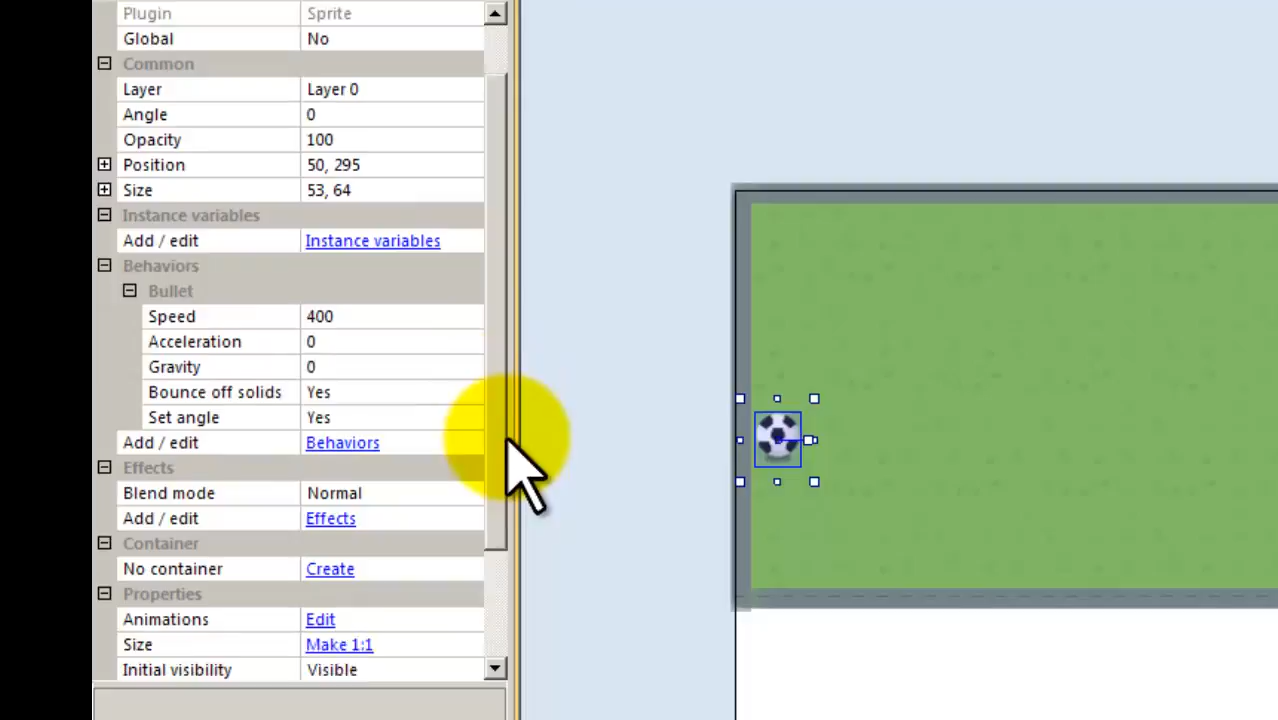 Plugin Sprite
Global No
Common
Layer Layer 0
Angle 0
Opacity 100
Position 50, 295
Size 53, 64
Instance variables
Add / edit Instance variables
Behaviors
Bullet
Speed 400
Acceleration 0
Gravity 0
Bounce off solids Yes
Set angle Yes
Add / edit Behaviors
Effects
Blend mode Normal
Add / edit Effects
Container
No container Create
Properties
Animations Edit
Size Make 1:1
Initial visibility Visible